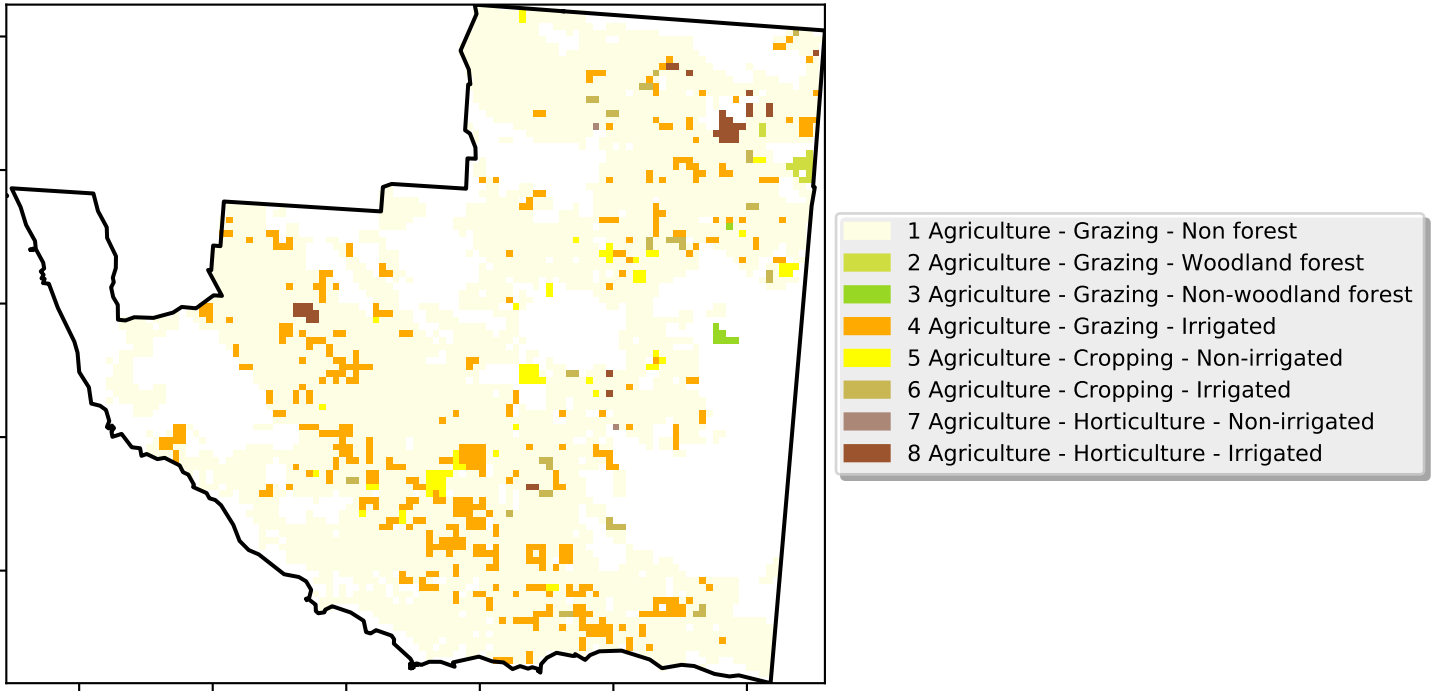 1 Agriculture - Grazing - Non forest
2 Agriculture - Grazing - Woodland forest
3 Agriculture - Grazing - Non-woodland forest
4 Agriculture - Grazing - Irrigated
5 Agriculture - Cropping - Non-irrigated
6 Agriculture - Cropping - Irrigated
7 Agriculture - Horticulture - Non-irrigated
8 Agriculture - Horticulture - Irrigated